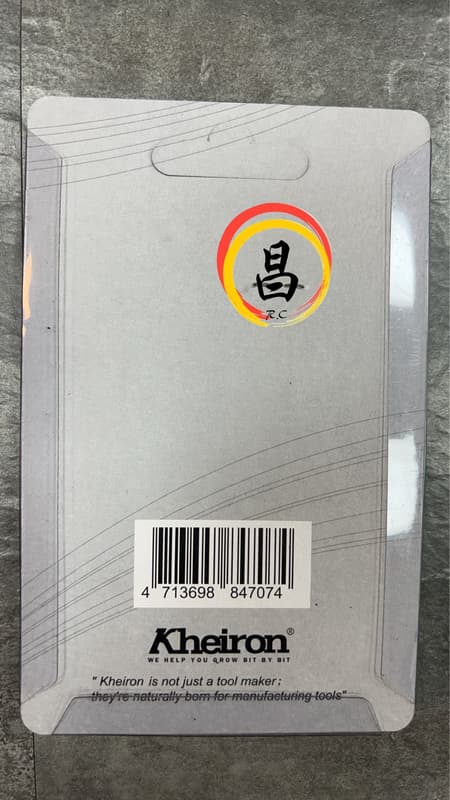 昌
R.C
4 713698 847074
Kheiron®
WE HELP YOU GROW BIT BY BIT
" Kheiron is not just a tool maker:
they're naturally born for manufacturing tools"